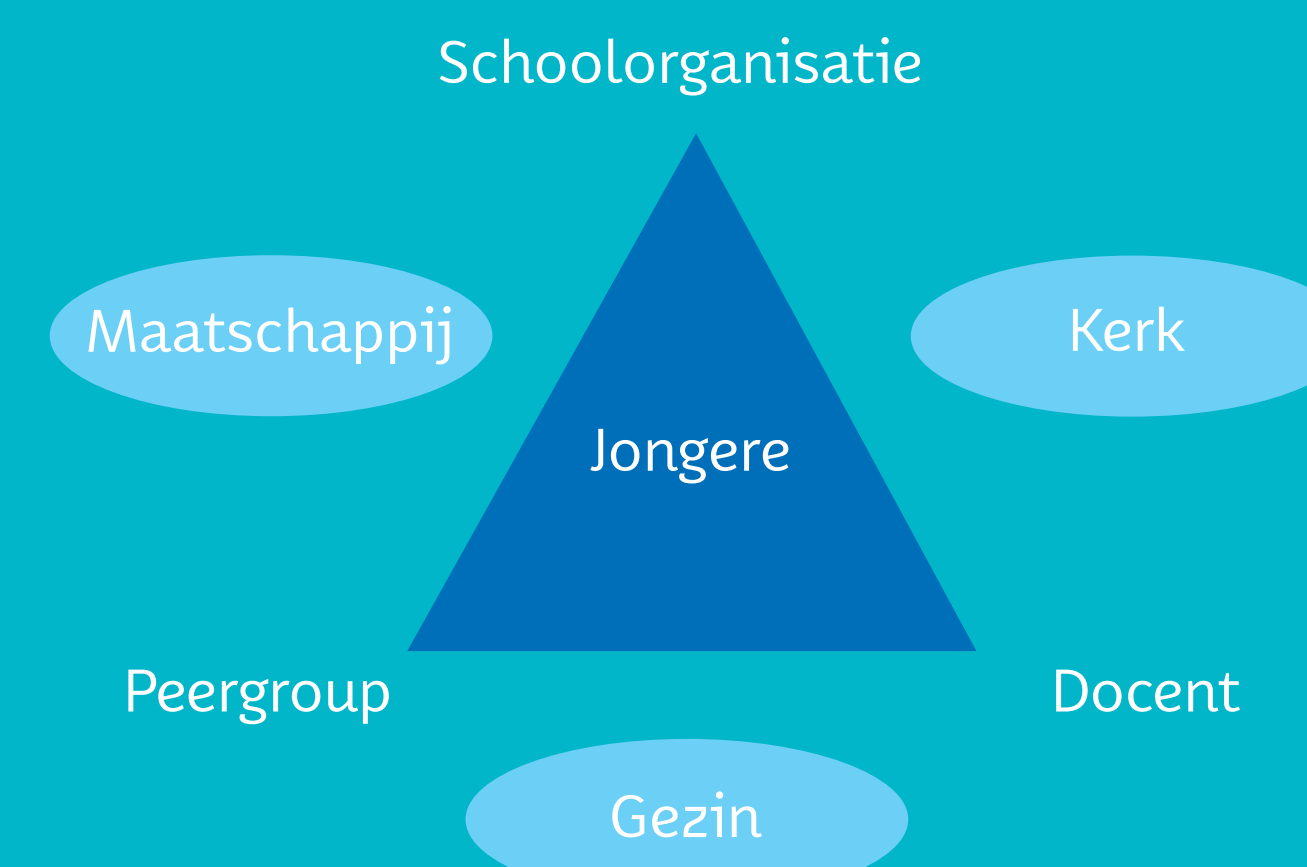 Schoolorganisatie
Maatschappij
Kerk
Jongere
Peergroup
Docent
Gezin